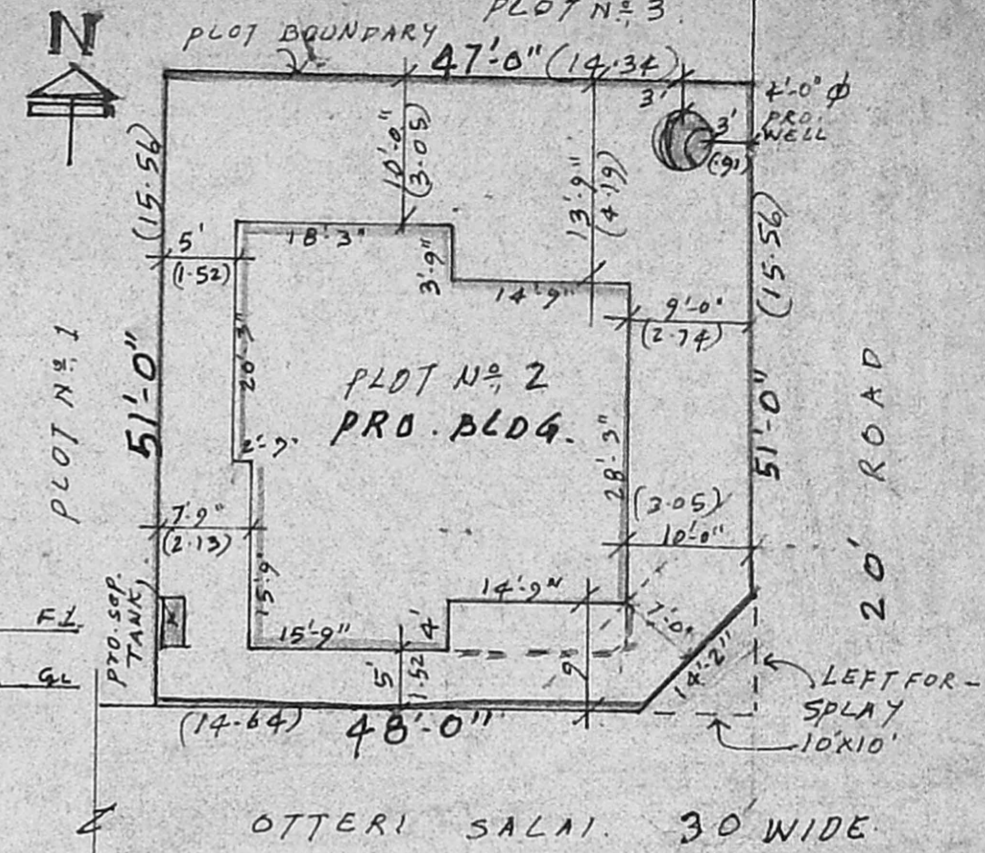 PLOT Nº 3
N
PLOT BOUNDARY
47'-0" (14.34)
4'-0" ϕ
PRO.
WELL
3'
3'
(.91)
10'-0"
(3.05)
13'-9"
(4.19)
(15.56)
5'
(1.52)
18'-3"
3'-9"
14'-9"
9'-0"
(2.74)
(15.56)
PLOT Nº 1
51'-0"
20'-3"
PLOT Nº 2
PRO. BLDG.
28'-3"
51'-0"
20' ROAD
2'-9"
7'-9"
(2.13)
(3.05)
10'-0"
15'-9"
14'-9"
7'-0"
PRO. SEP.
TANK
15'-9"
4'
5'
1.52
9'
14'-2"
F.L
G.L
LEFT FOR -
SPLAY
10'X10'
(14.64) 48'-0"
OTTERI SALAI. 30' WIDE